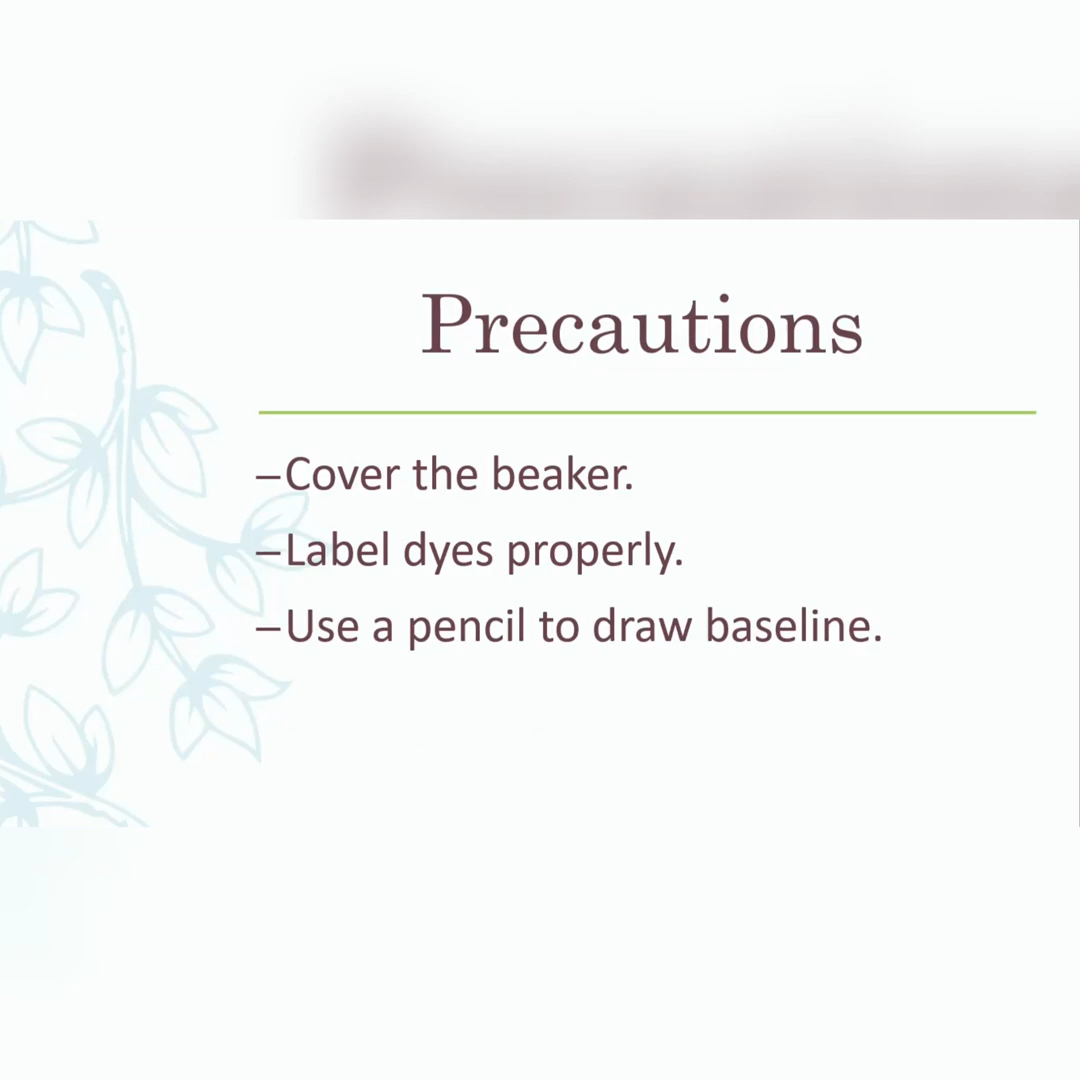 Precautions
–Cover the beaker.
–Label dyes properly.
–Use a pencil to draw baseline.